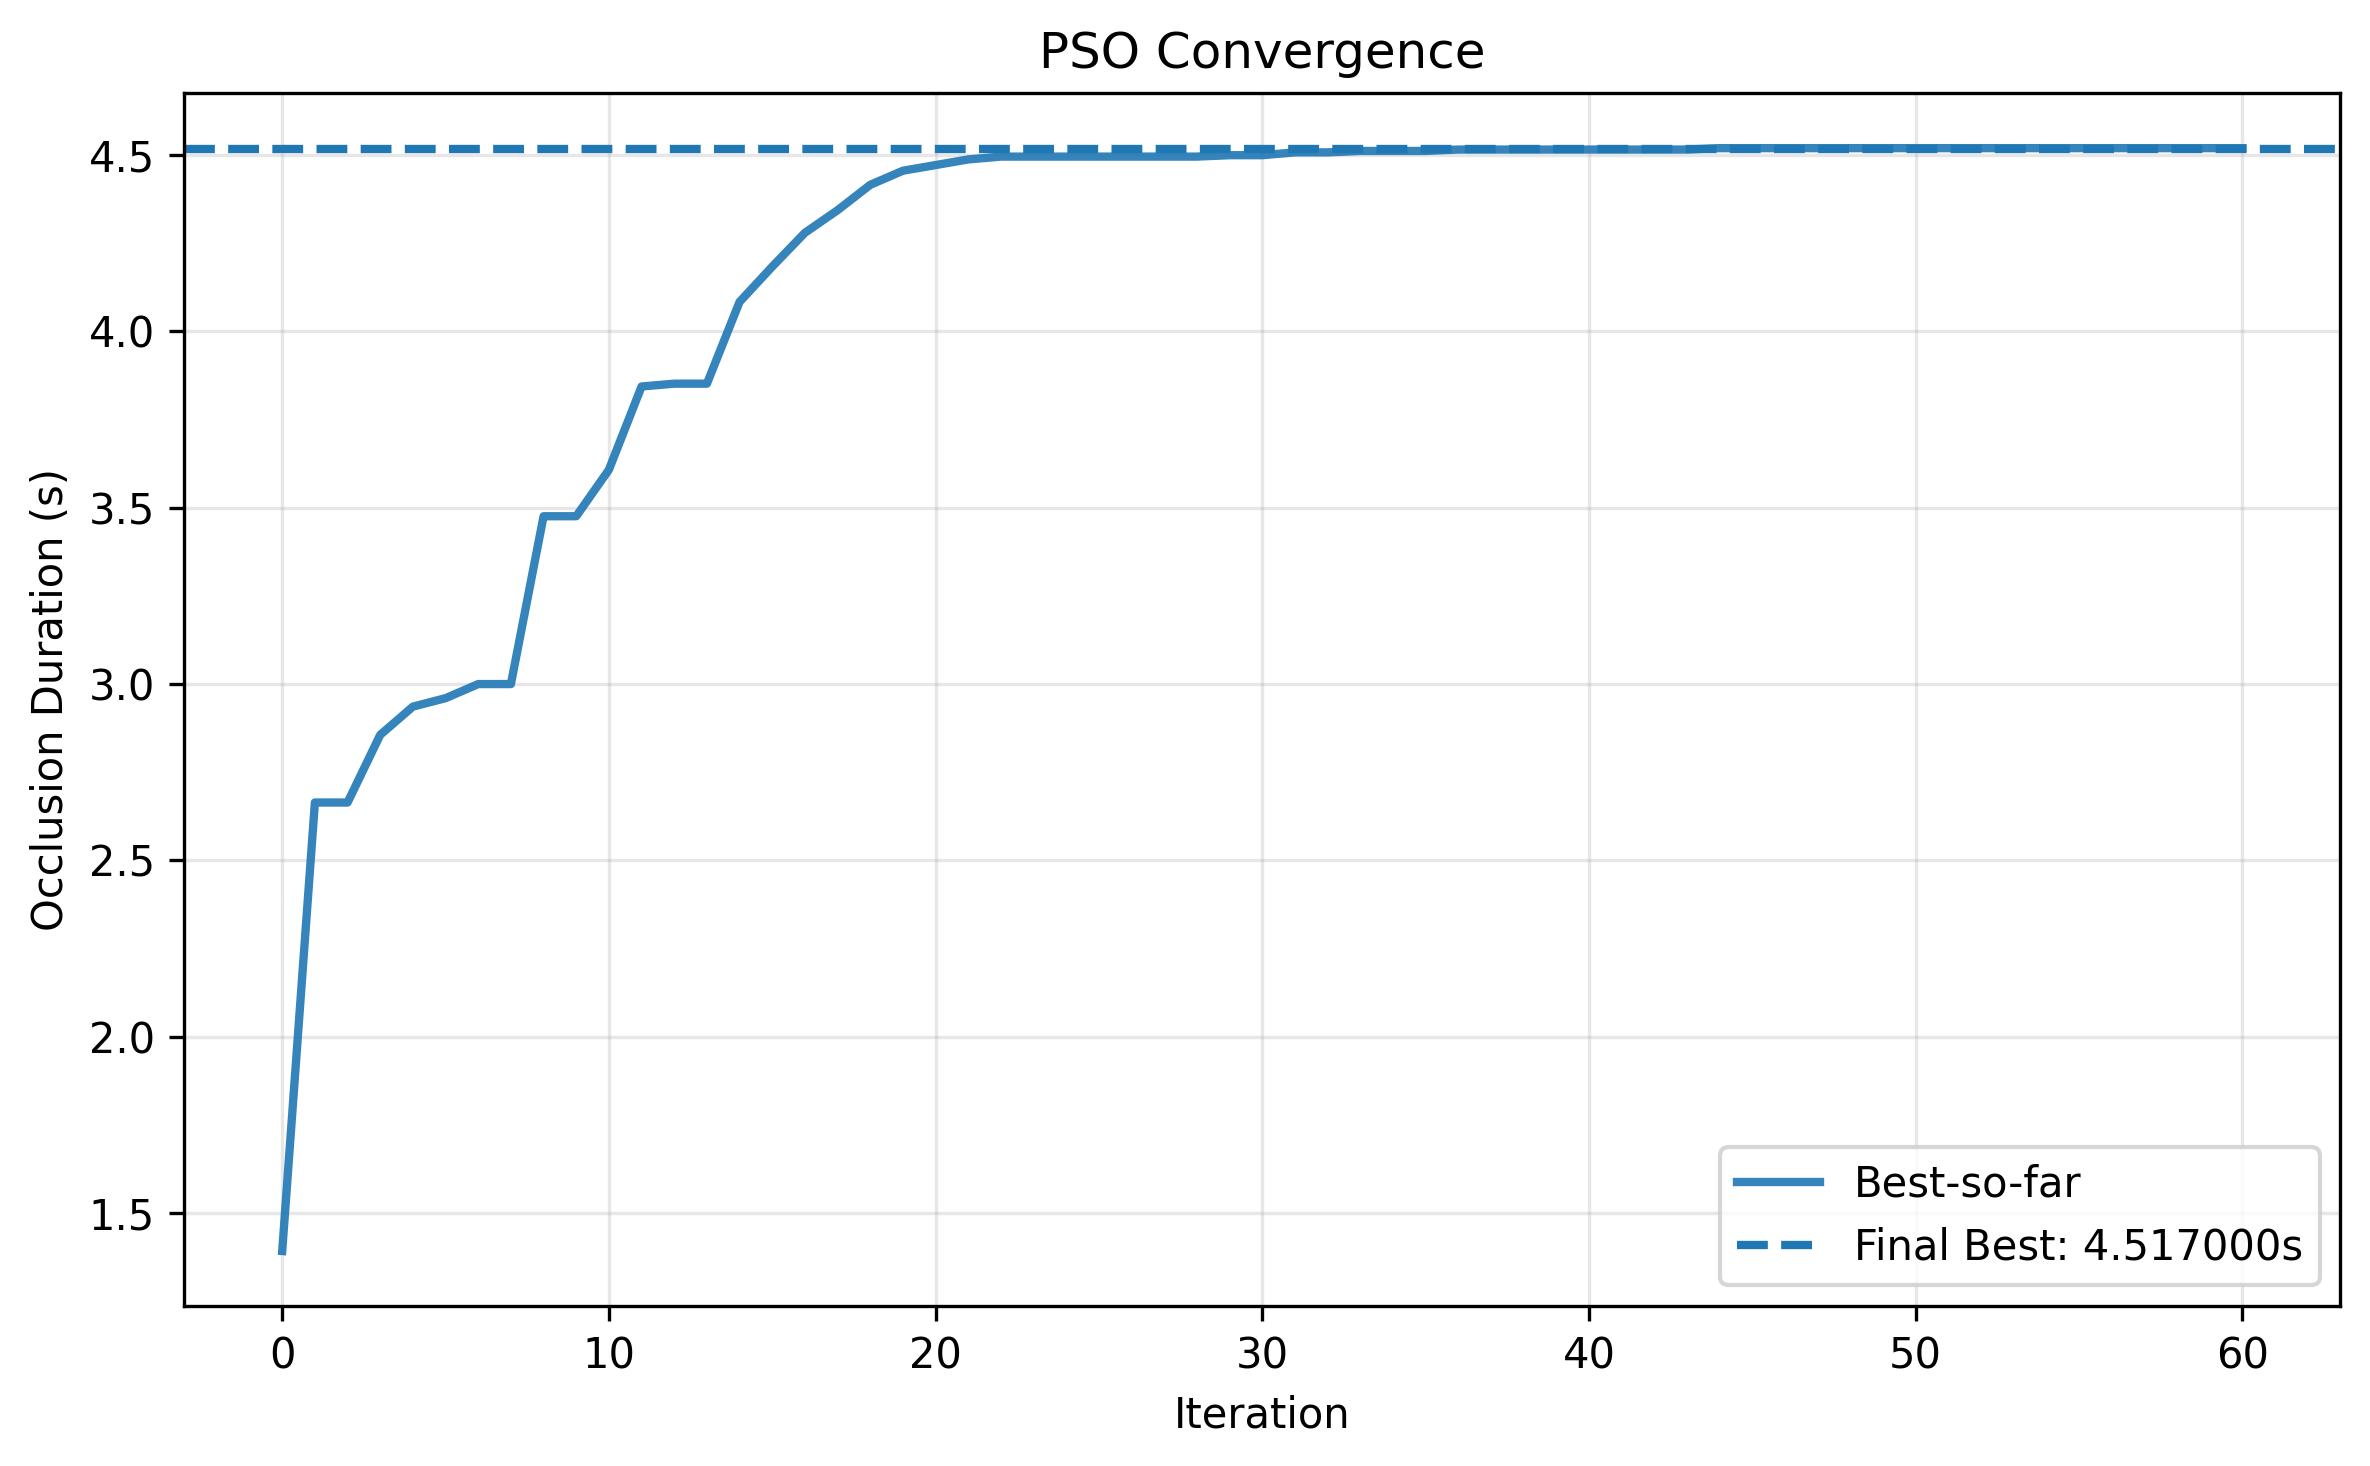 PSO Convergence
Occlusion Duration (s)
4.5
4.0
3.5
3.0
2.5
2.0
1.5
Best-so-far
Final Best: 4.517000s
0 10 20 30 40 50 60
Iteration